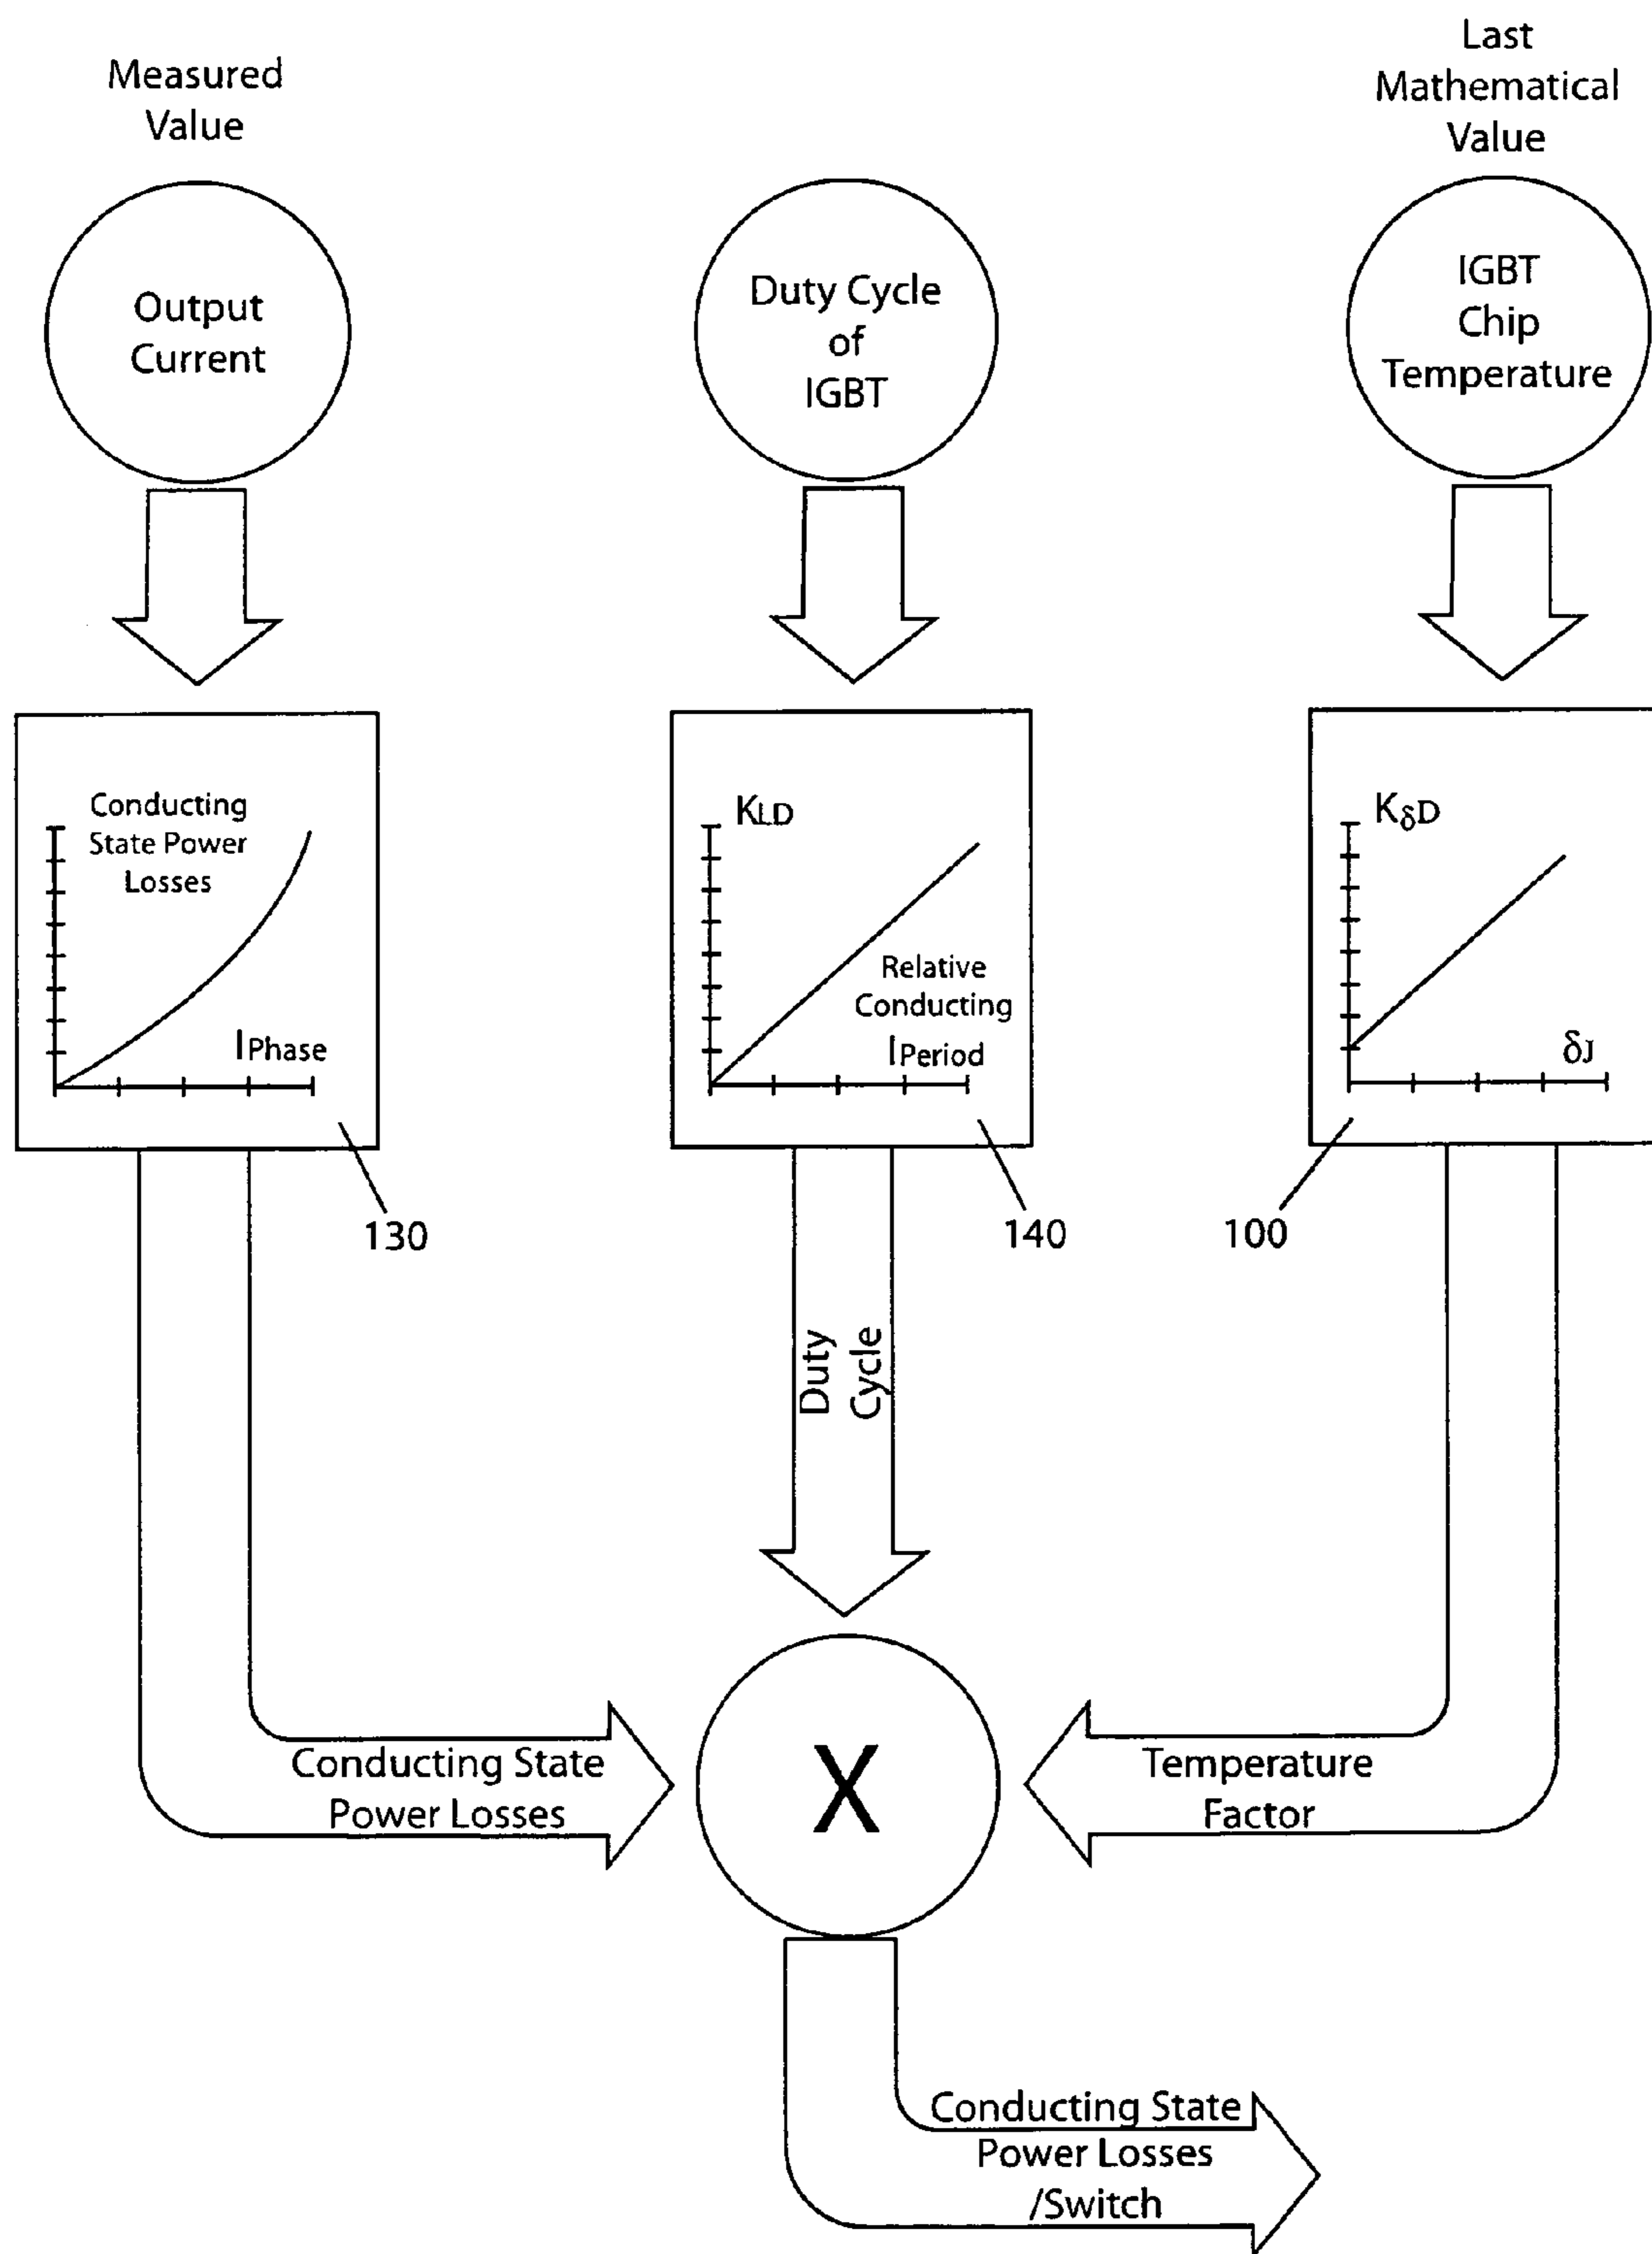 Measured
Value
Last
Mathematical
Value
Output
Current
Duty Cycle
of
IGBT
IGBT
Chip
Temperature
Conducting
State Power
Losses
IPhase
130
KLD
Relative
Conducting
IPeriod
140
KδD
δJ
100
Duty
Cycle
Conducting State
Power Losses
X
Temperature
Factor
Conducting State
Power Losses
/Switch